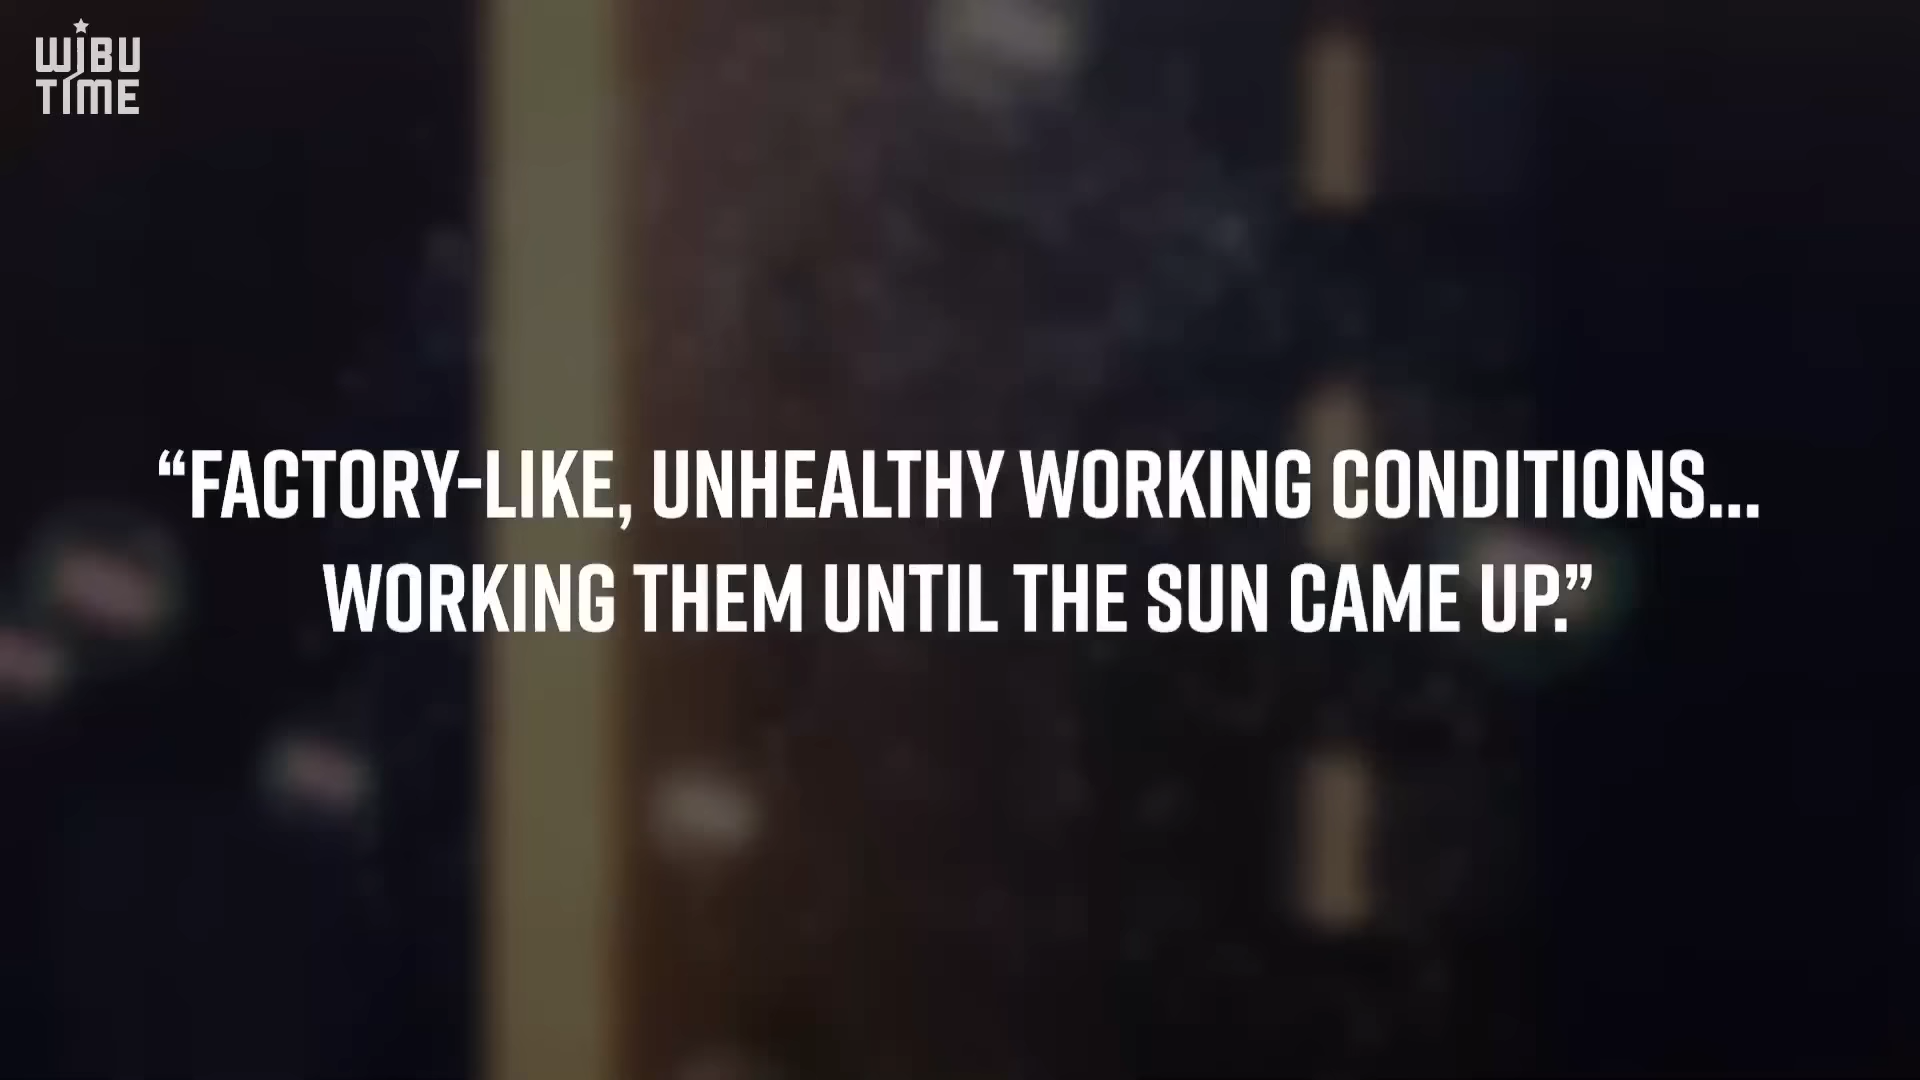 WIBU
TIME
“FACTORY-LIKE, UNHEALTHY WORKING CONDITIONS...
WORKING THEM UNTIL THE SUN CAME UP.”